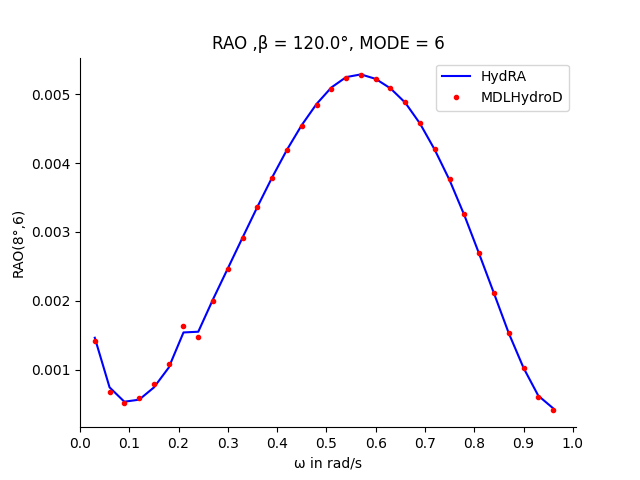 RAO ,β = 120.0°, MODE = 6
HydRA
MDLHydroD
RAO(8°,6)
0.005
0.004
0.003
0.002
0.001
0.0 0.1 0.2 0.3 0.4 0.5 0.6 0.7 0.8 0.9 1.0
ω in rad/s